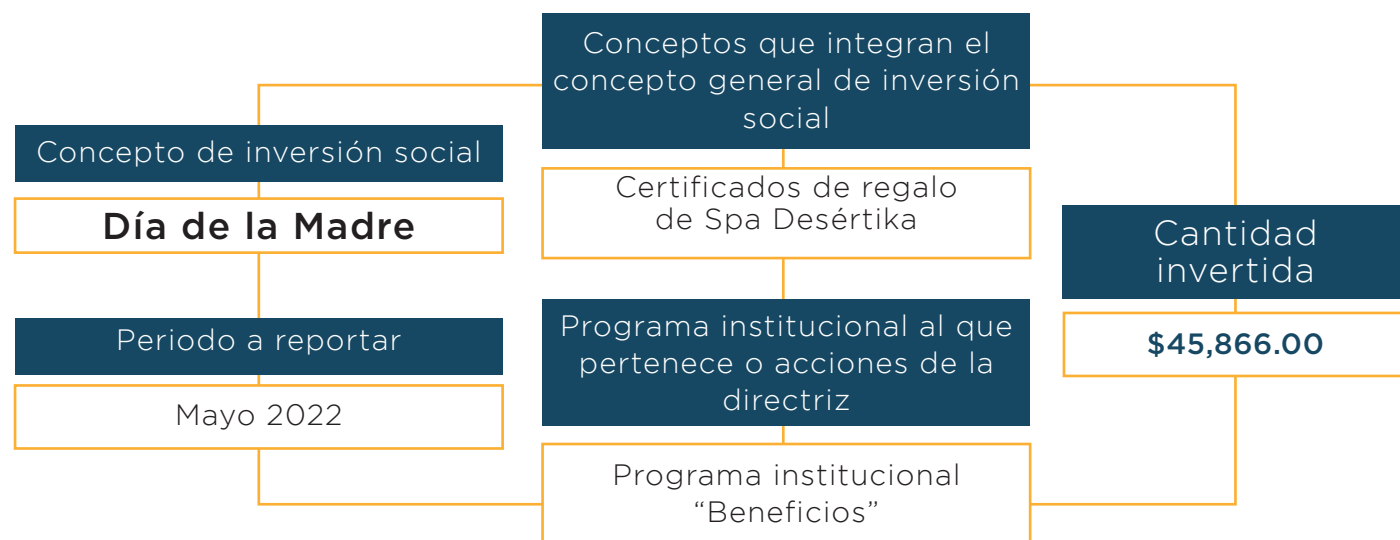 Concepto de inversión social
Día de la Madre
Periodo a reportar
Mayo 2022
Conceptos que integran el
concepto general de inversión
social
Certificados de regalo
de Spa Desértika
Programa institucional al que
pertenece o acciones de la
directriz
Programa institucional
“Beneficios”
Cantidad
invertida
$45,866.00